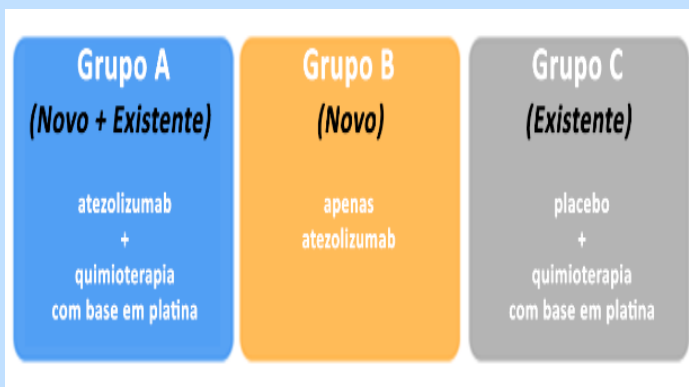 Grupo A
(Novo + Existente)
atezolizumab
+
quimioterapia
com base em platina
Grupo B
(Novo)
apenas
atezolizumab
Grupo C
(Existente)
placebo
+
quimioterapia
com base em platina